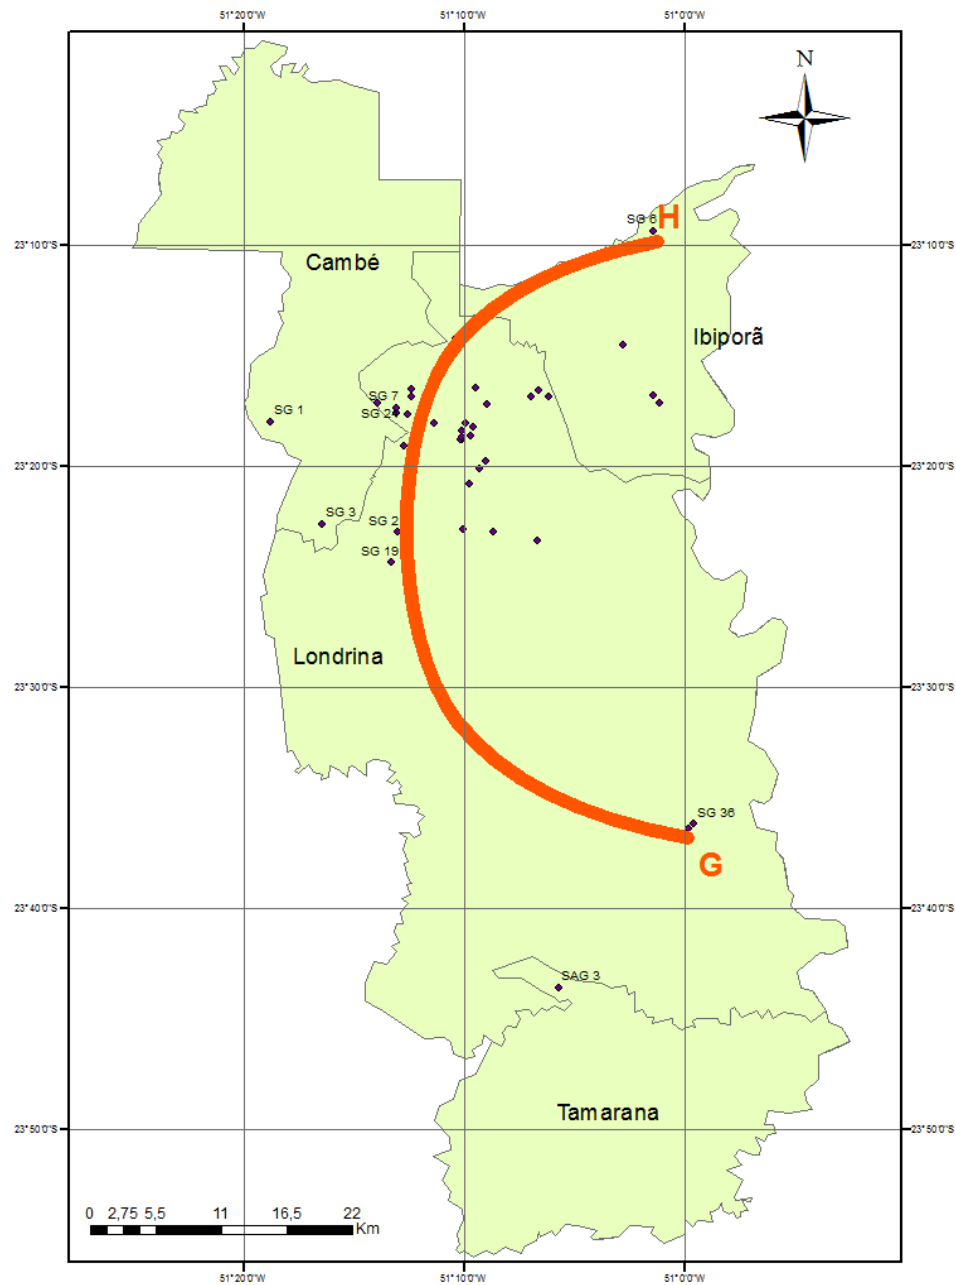 51°20'0"W 51°10'0"W 51°0'0"W
N
SG 6 H
23°10'0"S 23°10'0"S
Cambé
Ibiporã
SG 7
SG 1
SG 2
23°20'0"S 23°20'0"S
SG 3
SG 2
SG 19
Londrina
23°30'0"S 23°30'0"S
SG 36
G
23°40'0"S 23°40'0"S
SAG 3
Tamarana
23°50'0"S 23°50'0"S
0 2,75 5,5 11 16,5 22
Km
51°20'0"W 51°10'0"W 51°0'0"W